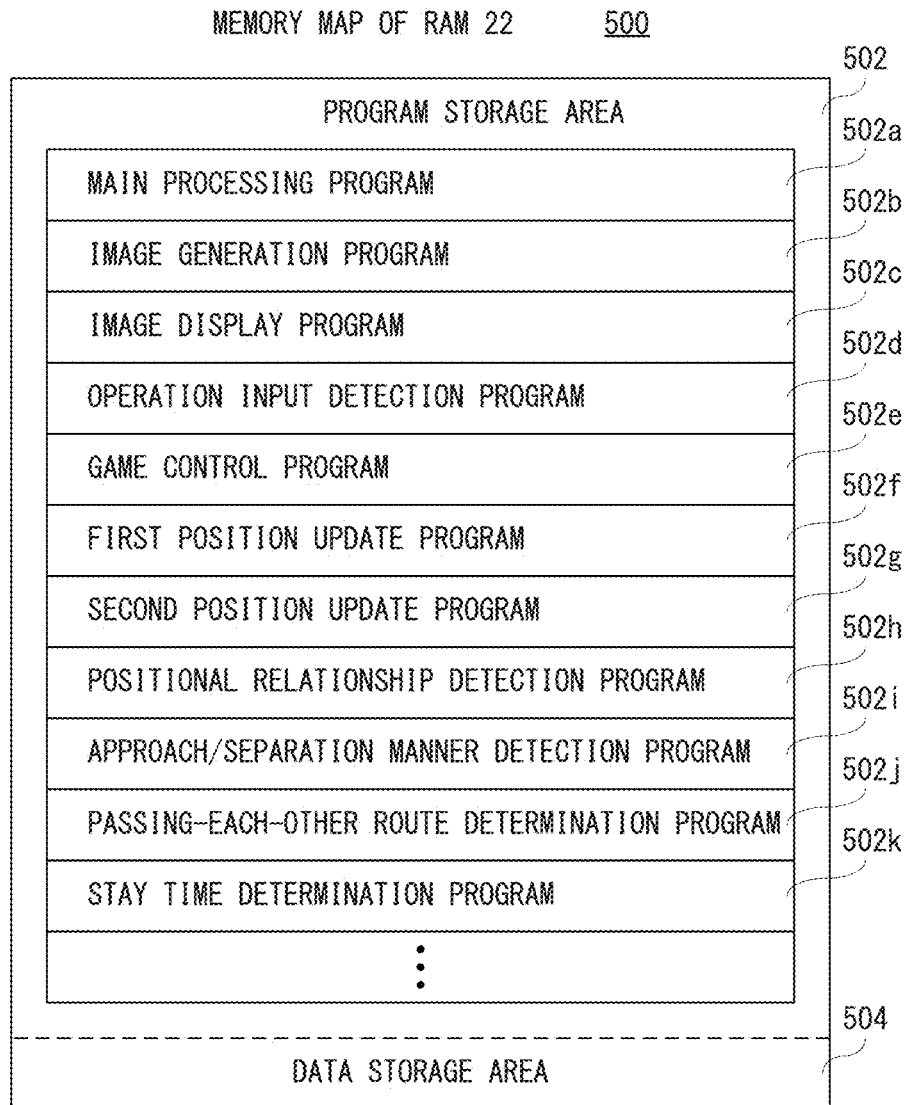 MEMORY MAP OF RAM 22 500
502
PROGRAM STORAGE AREA
502a
MAIN PROCESSING PROGRAM
502b
IMAGE GENERATION PROGRAM
502c
IMAGE DISPLAY PROGRAM
502d
OPERATION INPUT DETECTION PROGRAM
502e
GAME CONTROL PROGRAM
502f
FIRST POSITION UPDATE PROGRAM
502g
SECOND POSITION UPDATE PROGRAM
502h
POSITIONAL RELATIONSHIP DETECTION PROGRAM
502i
APPROACH/SEPARATION MANNER DETECTION PROGRAM
502j
PASSING-EACH-OTHER ROUTE DETERMINATION PROGRAM
502k
STAY TIME DETERMINATION PROGRAM
504
DATA STORAGE AREA